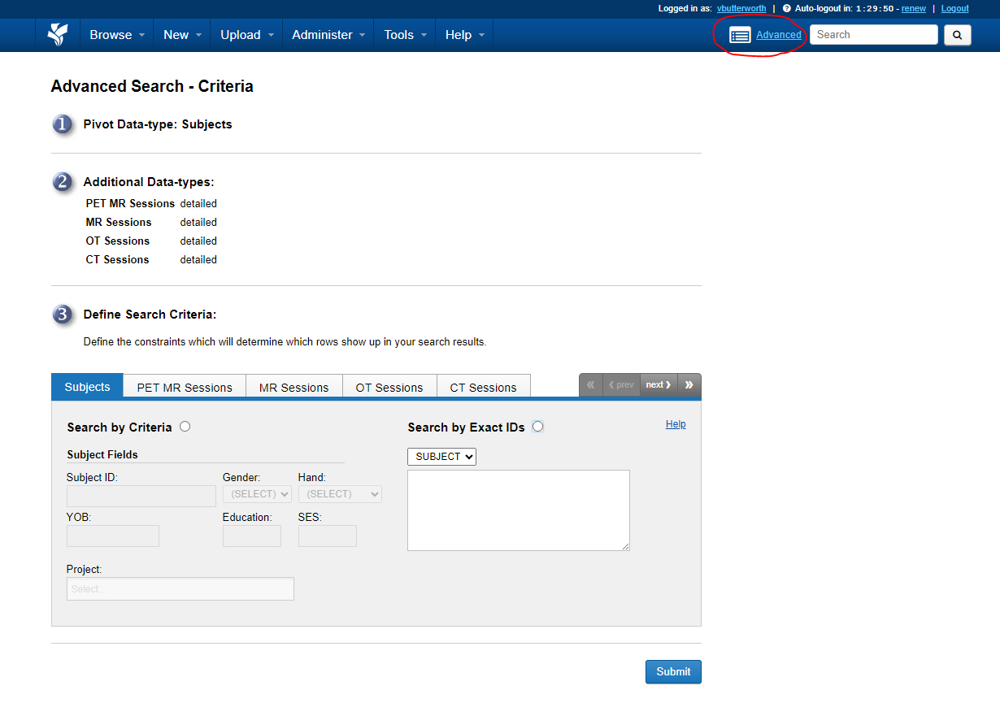 Logged in as: vbutterworth | ? Auto-logout in: 1:29:50 - renew | Logout
Browse New Upload Administer Tools Help Advanced Search
Advanced Search - Criteria
1 Pivot Data-type: Subjects
2 Additional Data-types:
PET MR Sessions detailed
MR Sessions detailed
OT Sessions detailed
CT Sessions detailed
3 Define Search Criteria:
Define the constraints which will determine which rows show up in your search results.
Subjects PET MR Sessions MR Sessions OT Sessions CT Sessions « ‹ prev next › »
Search by Criteria Search by Exact IDs Help
Subject Fields SUBJECT
Subject ID: Gender: Hand:
(SELECT) (SELECT)
YOB: Education: SES:
Project:
Select...
Submit